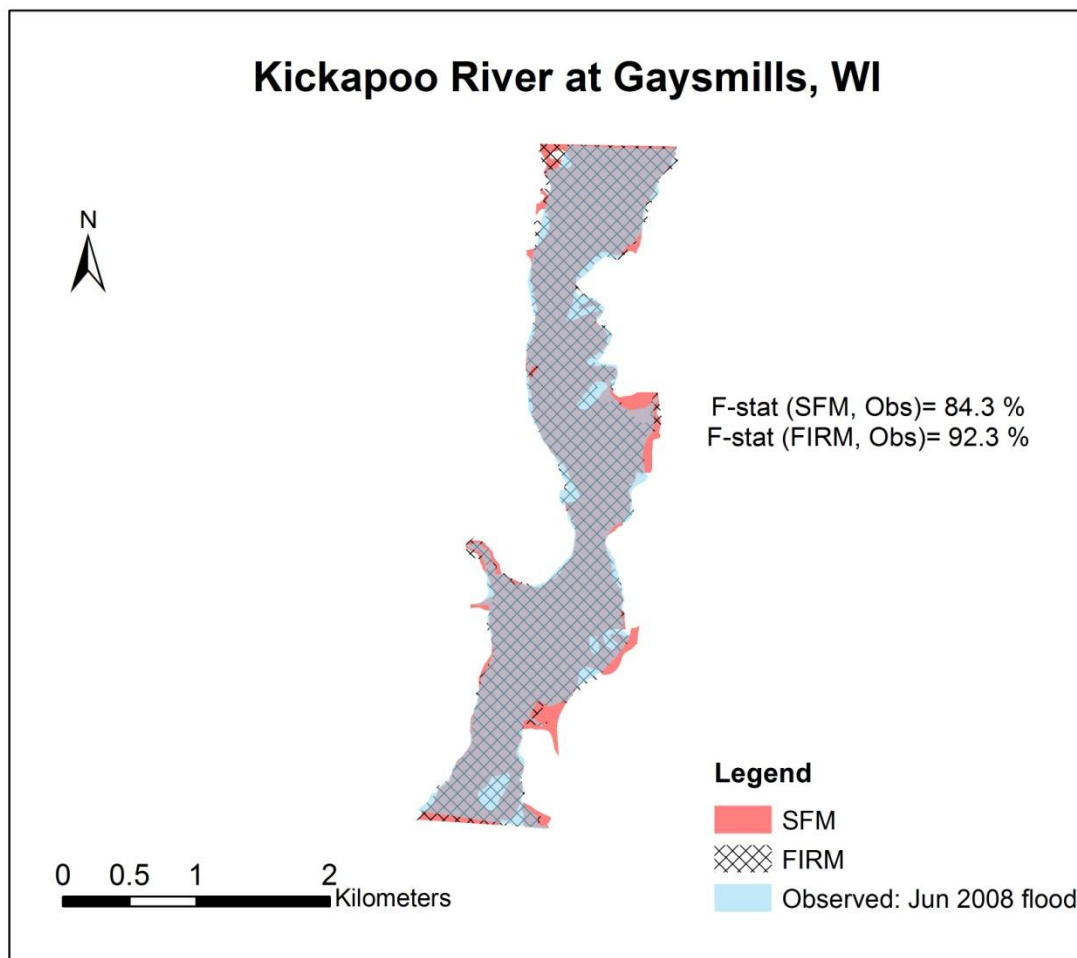 Kickapoo River at Gaysmills, WI
N
F-stat (SFM, Obs)= 84.3 %
F-stat (FIRM, Obs)= 92.3 %
Legend
SFM
FIRM
Observed: Jun 2008 flood
0 0.5 1 2
Kilometers